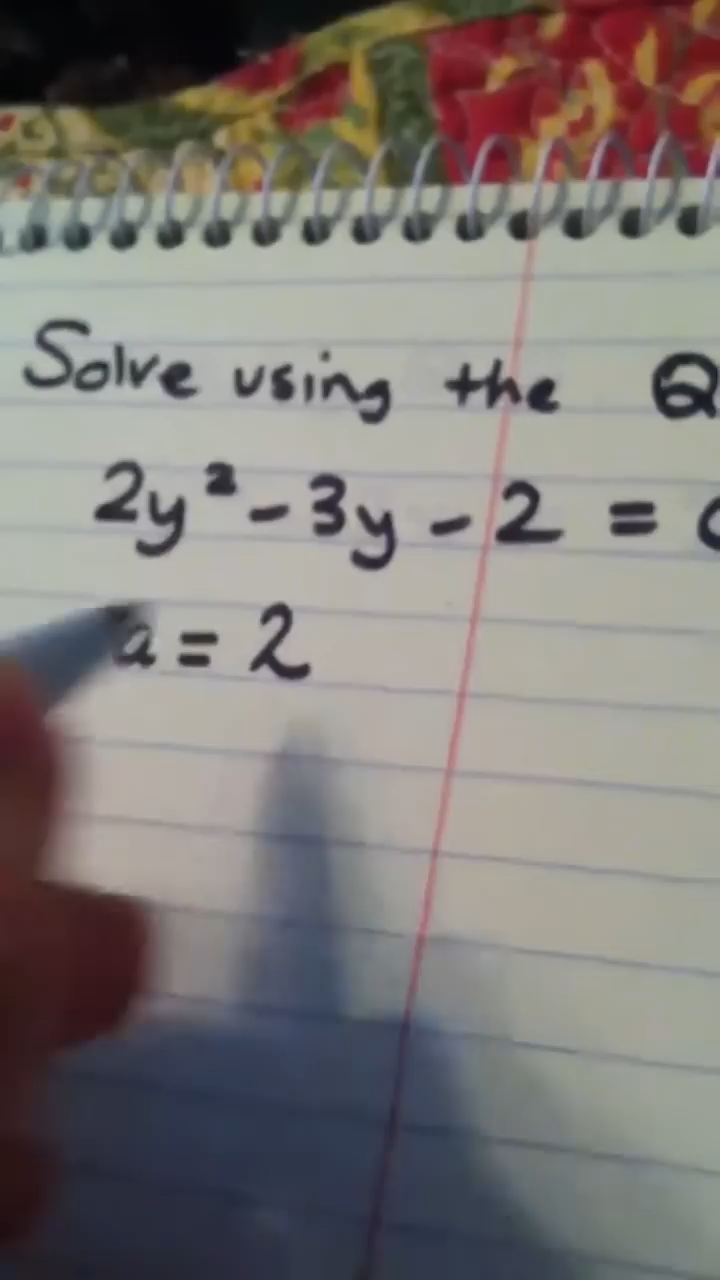 Solve using the Q
2y² - 3y - 2 =
a = 2